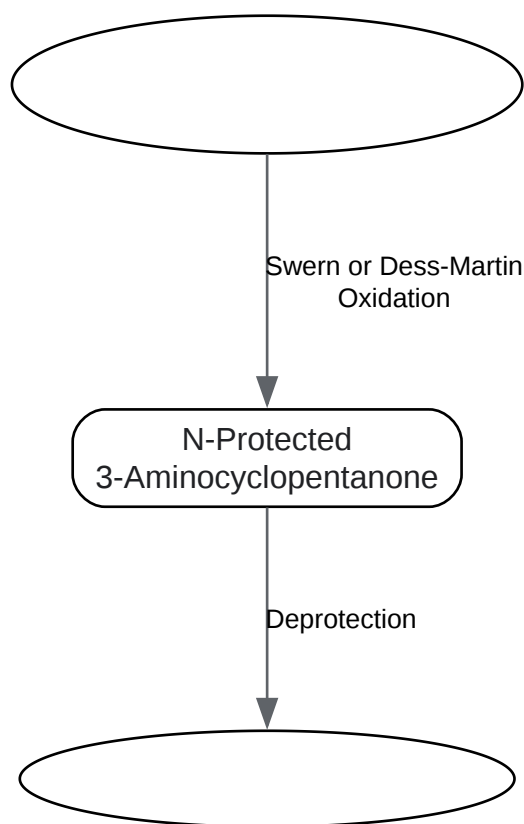 Swern or Dess-Martin
Oxidation
N-Protected
3-Aminocyclopentanone
Deprotection